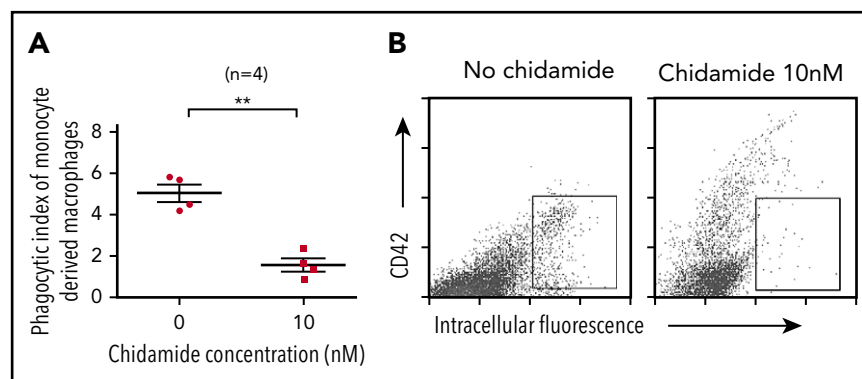 A
(n=4)
**
Phagocytic index of monocyte
derived macrophages
8
6
4
2
0
0
10
Chidamide concentration (nM)
B
No chidamide
Chidamide 10nM
CD42
Intracellular fluorescence